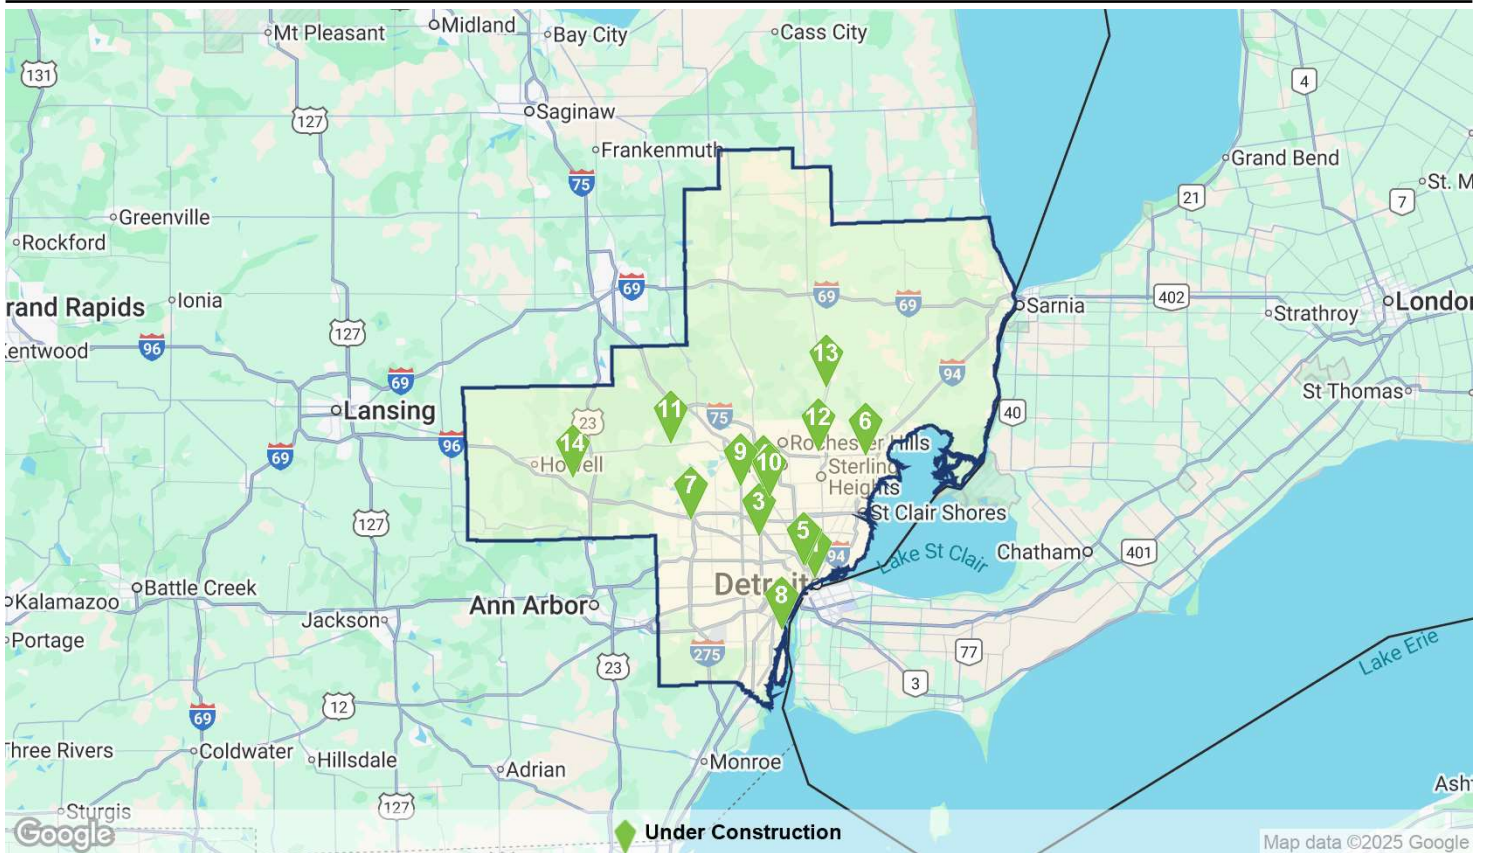 Mt Pleasant
Midland
Bay City
Cass City
131
4
127
Saginaw
Frankenmuth
Grand Bend
75
St. M
21
7
Greenville
Rockford
69
69
69
402
rand Rapids
Ionia
Sarnia
London
Strathroy
127
96
13
69
94
St Thomas
11
75
12
6
40
Lansing
23
96
14
9
10
Rochester Hills
69
Howell
Sterling
Heights
7
3
St Clair Shores
127
5
94
Lake St Clair
Chatham
401
Detroit
Battle Creek
Kalamazoo
Ann Arbor
8
Jackson
Portage
275
77
Lake Erie
23
3
12
69
Three Rivers
Coldwater
Hillsdale
Monroe
Adrian
Sturgis
127
Google
Under Construction
Map data ©2025 Google